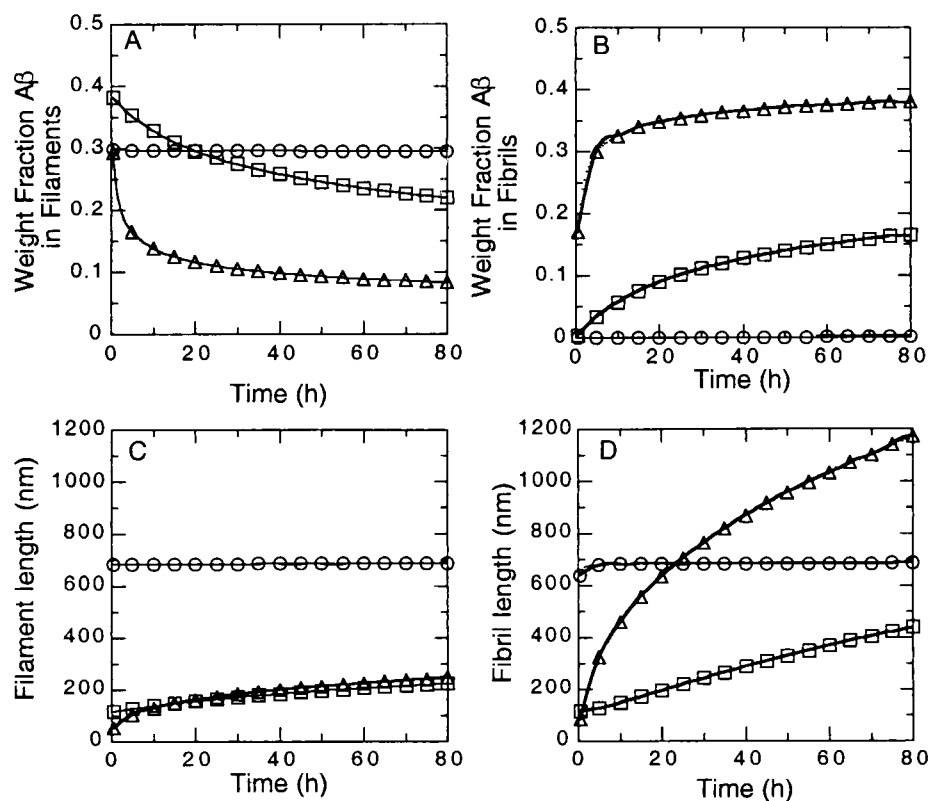 A
Weight Fraction Aβ
in Filaments
0.5
0.4
0.3
0.2
0.1
0
0 20 40 60 80
Time (h)
B
Weight Fraction Aβ
in Fibrils
0.5
0.4
0.3
0.2
0.1
0
0 20 40 60 80
Time (h)
C
Filament length (nm)
1200
1000
800
600
400
200
0
0 20 40 60 80
Time (h)
D
Fibril length (nm)
1200
1000
800
600
400
200
0
0 20 40 60 80
Time (h)